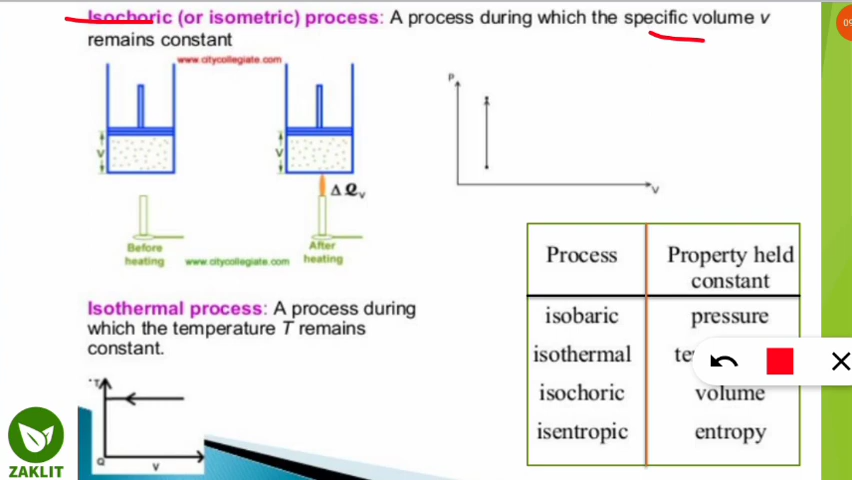 Isochoric (or isometric) process: A process during which the specific volume v
remains constant
www.citycollegiate.com
P
V
V
Δ Q v
V
Before
heating
After
heating
www.citycollegiate.com
Process Property held
constant
isobaric pressure
isothermal
isochoric volume
isentropic entropy
Isothermal process: A process during
which the temperature T remains
constant.
T
V
ZAKLIT